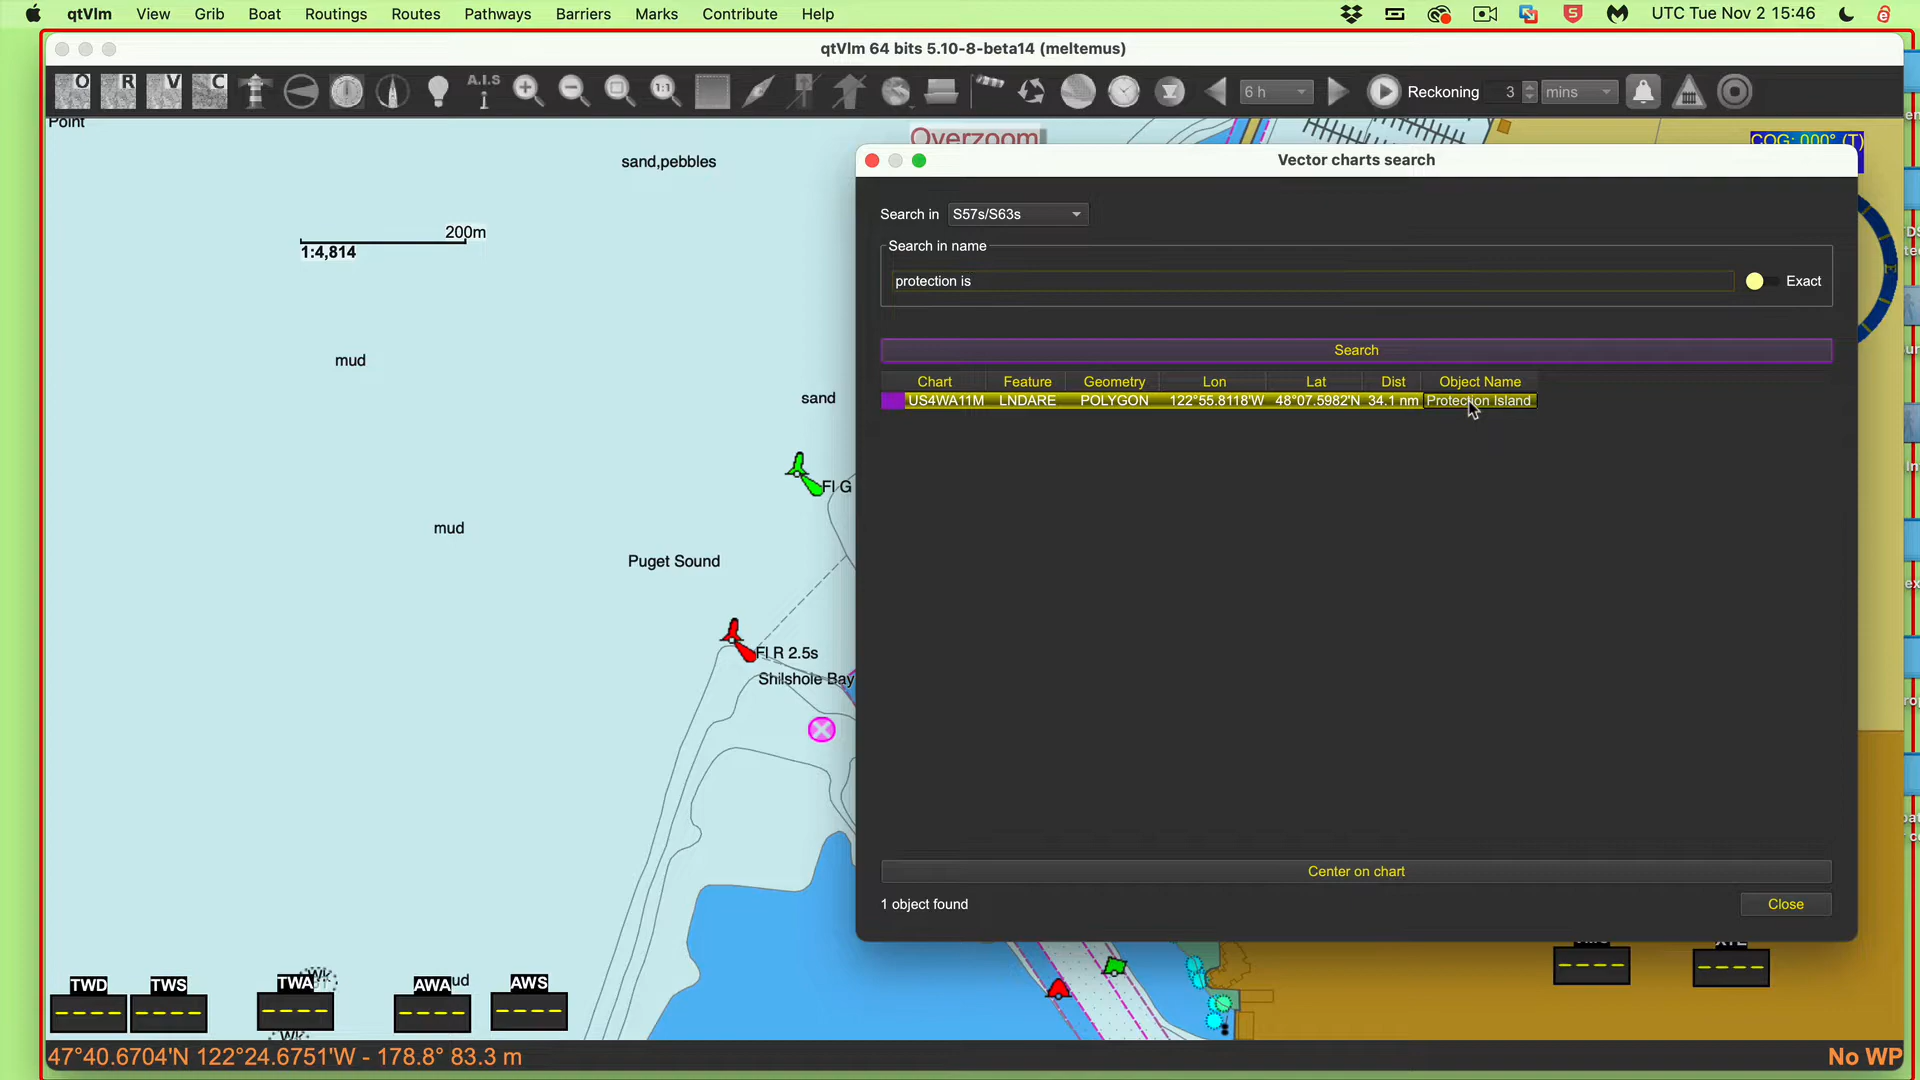 qtVlm View Grib Boat Routings Routes Pathways Barriers Marks Contribute Help UTC Tue Nov 2 15:46
qtVlm 64 bits 5.10-8-beta14 (meltemus)
O R V C A.I.S 1:1 6 h Reckoning 3 mins
Point
sand,pebbles
Overzoom
COG: 000° (T)
200m
1:4,814
mud
sand
Fl G
mud
Puget Sound
Fl R 2.5s
Shilshole Bay
Vector charts search
Search in S57s/S63s
Search in name
protection is Exact
Search
Chart Feature Geometry Lon Lat Dist Object Name
US4WA11M LNDARE POLYGON 122°55.8118'W 48°07.5982'N 34.1 nm Protection Island
Center on chart
1 object found Close
TWD TWS TWA Wk AWA AWS
---- ---- ---- ---- ---- ---- ----
Wk
47°40.6704'N 122°24.6751'W - 178.8° 83.3 m No WP